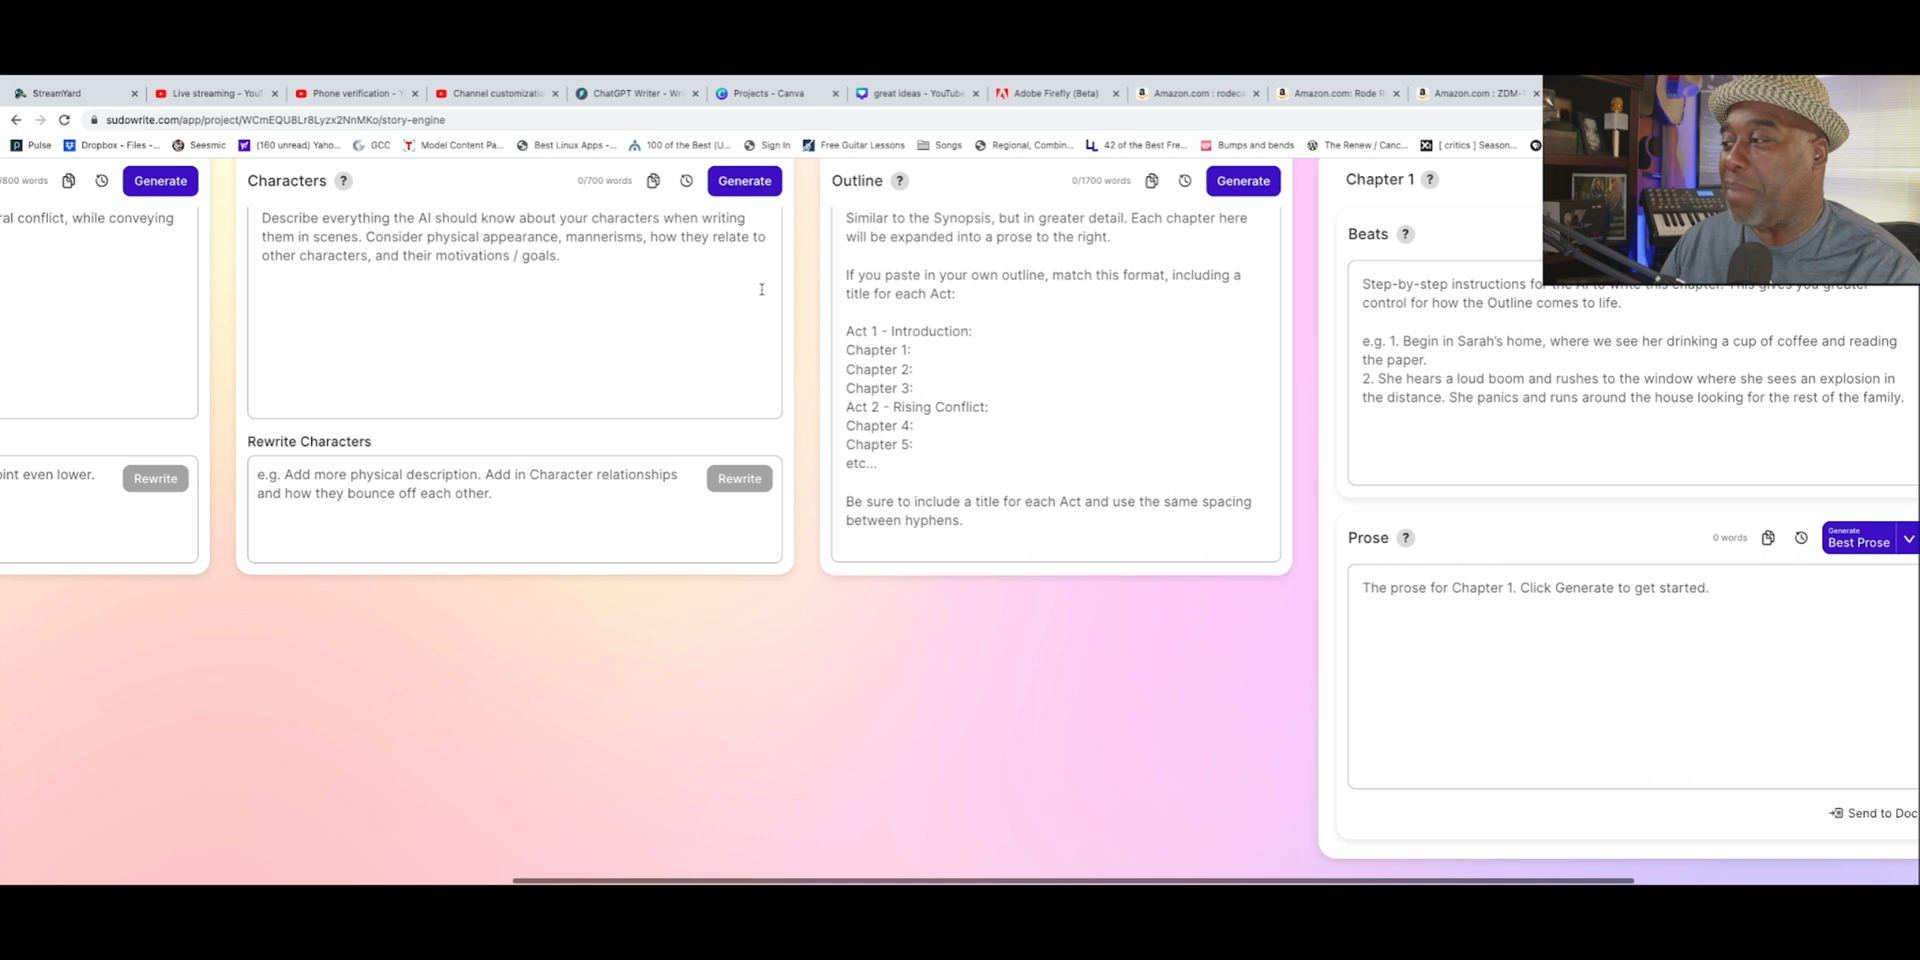 StreamYard
Live streaming - YouT
Phone verification - Y
Channel customizatic
ChatGPT Writer - Wri
Projects - Canva
great ideas - YouTube
Adobe Firefly (Beta)
Amazon.com : rodeca
Amazon.com: Rode R
Amazon.com : ZDM-1
sudowrite.com/app/project/WCmEQU8Lr8Lyzx2NnMKo/story-engine
Pulse
Dropbox - Files -...
Seesmic
(160 unread) Yaho...
GCC
Model Content Pa...
Best Linux Apps -...
100 of the Best (U...
Sign In
Free Guitar Lessons
Songs
Regional, Combin...
42 of the Best Fre...
Bumps and bends
The Renew / Canc...
[ critics ] Season...
/800 words
Generate
ral conflict, while conveying
oint even lower.
Rewrite
Characters ?
0/700 words
Generate
Describe everything the AI should know about your characters when writing
them in scenes. Consider physical appearance, mannerisms, how they relate to
other characters, and their motivations / goals.
Rewrite Characters
e.g. Add more physical description. Add in Character relationships
and how they bounce off each other.
Rewrite
Outline ?
0/1700 words
Generate
Similar to the Synopsis, but in greater detail. Each chapter here
will be expanded into a prose to the right.
If you paste in your own outline, match this format, including a
title for each Act:
Act 1 - Introduction:
Chapter 1:
Chapter 2:
Chapter 3:
Act 2 - Rising Conflict:
Chapter 4:
Chapter 5:
etc...
Be sure to include a title for each Act and use the same spacing
between hyphens.
Chapter 1 ?
Beats ?
Step-by-step instructions for the AI to write this chapter. This gives you greater
control for how the Outline comes to life.
e.g. 1. Begin in Sarah's home, where we see her drinking a cup of coffee and reading
the paper.
2. She hears a loud boom and rushes to the window where she sees an explosion in
the distance. She panics and runs around the house looking for the rest of the family.
Prose ?
0 words
Generate
Best Prose
The prose for Chapter 1. Click Generate to get started.
Send to Doc